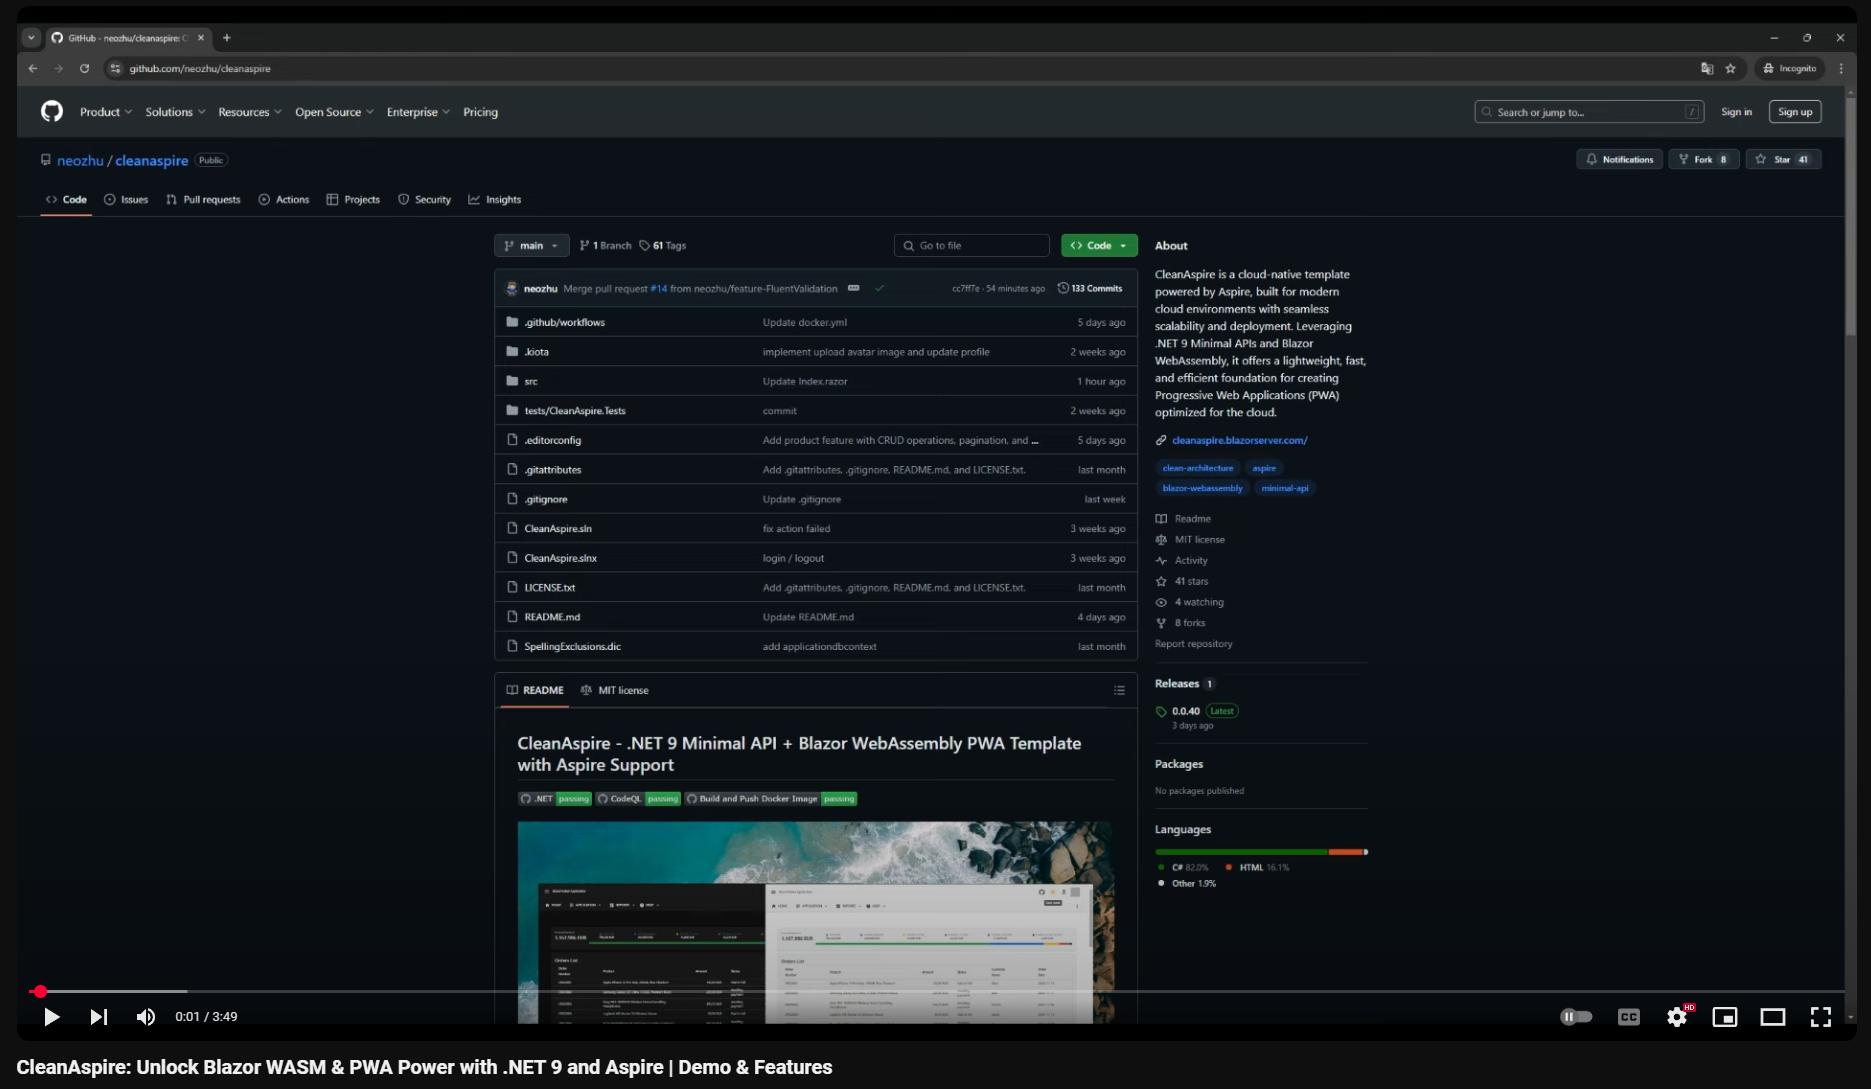 GitHub - neozhu/cleanaspire: C
github.com/neozhu/cleanaspire
Incognito
Product
Solutions
Resources
Open Source
Enterprise
Pricing
Search or jump to...
/
Sign in
Sign up
neozhu / cleanaspire
Public
Notifications
Fork 8
Star 41
Code
Issues
Pull requests
Actions
Projects
Security
Insights
main
1 Branch
61 Tags
Go to file
Code
neozhu Merge pull request #14 from neozhu/feature-FluentValidation
cc7ff7e · 54 minutes ago
133 Commits
.github/workflows Update docker.yml 5 days ago
.kiota implement upload avatar image and update profile 2 weeks ago
src Update Index.razor 1 hour ago
tests/CleanAspire.Tests commit 2 weeks ago
.editorconfig Add product feature with CRUD operations, pagination, and ... 5 days ago
.gitattributes Add .gitattributes, .gitignore, README.md, and LICENSE.txt. last month
.gitignore Update .gitignore last week
CleanAspire.sln fix action failed 3 weeks ago
CleanAspire.slnx login / logout 3 weeks ago
LICENSE.txt Add .gitattributes, .gitignore, README.md, and LICENSE.txt. last month
README.md Update README.md 4 days ago
SpellingExclusions.dic add applicationdbcontext last month
README
MIT license
CleanAspire - .NET 9 Minimal API + Blazor WebAssembly PWA Template
with Aspire Support
.NET passing
CodeQL passing
Build and Push Docker Image passing
About
CleanAspire is a cloud-native template
powered by Aspire, built for modern
cloud environments with seamless
scalability and deployment. Leveraging
.NET 9 Minimal APIs and Blazor
WebAssembly, it offers a lightweight, fast,
and efficient foundation for creating
Progressive Web Applications (PWA)
optimized for the cloud.
cleanaspire.blazorserver.com/
clean-architecture aspire
blazor-webassembly minimal-api
Readme
MIT license
Activity
41 stars
4 watching
8 forks
Report repository
Releases 1
0.0.40 Latest
3 days ago
Packages
No packages published
Languages
C# 82.0% HTML 16.1%
Other 1.9%
Orders List
Orders List
0:01 / 3:49
CC
HD
CleanAspire: Unlock Blazor WASM & PWA Power with .NET 9 and Aspire | Demo & Features